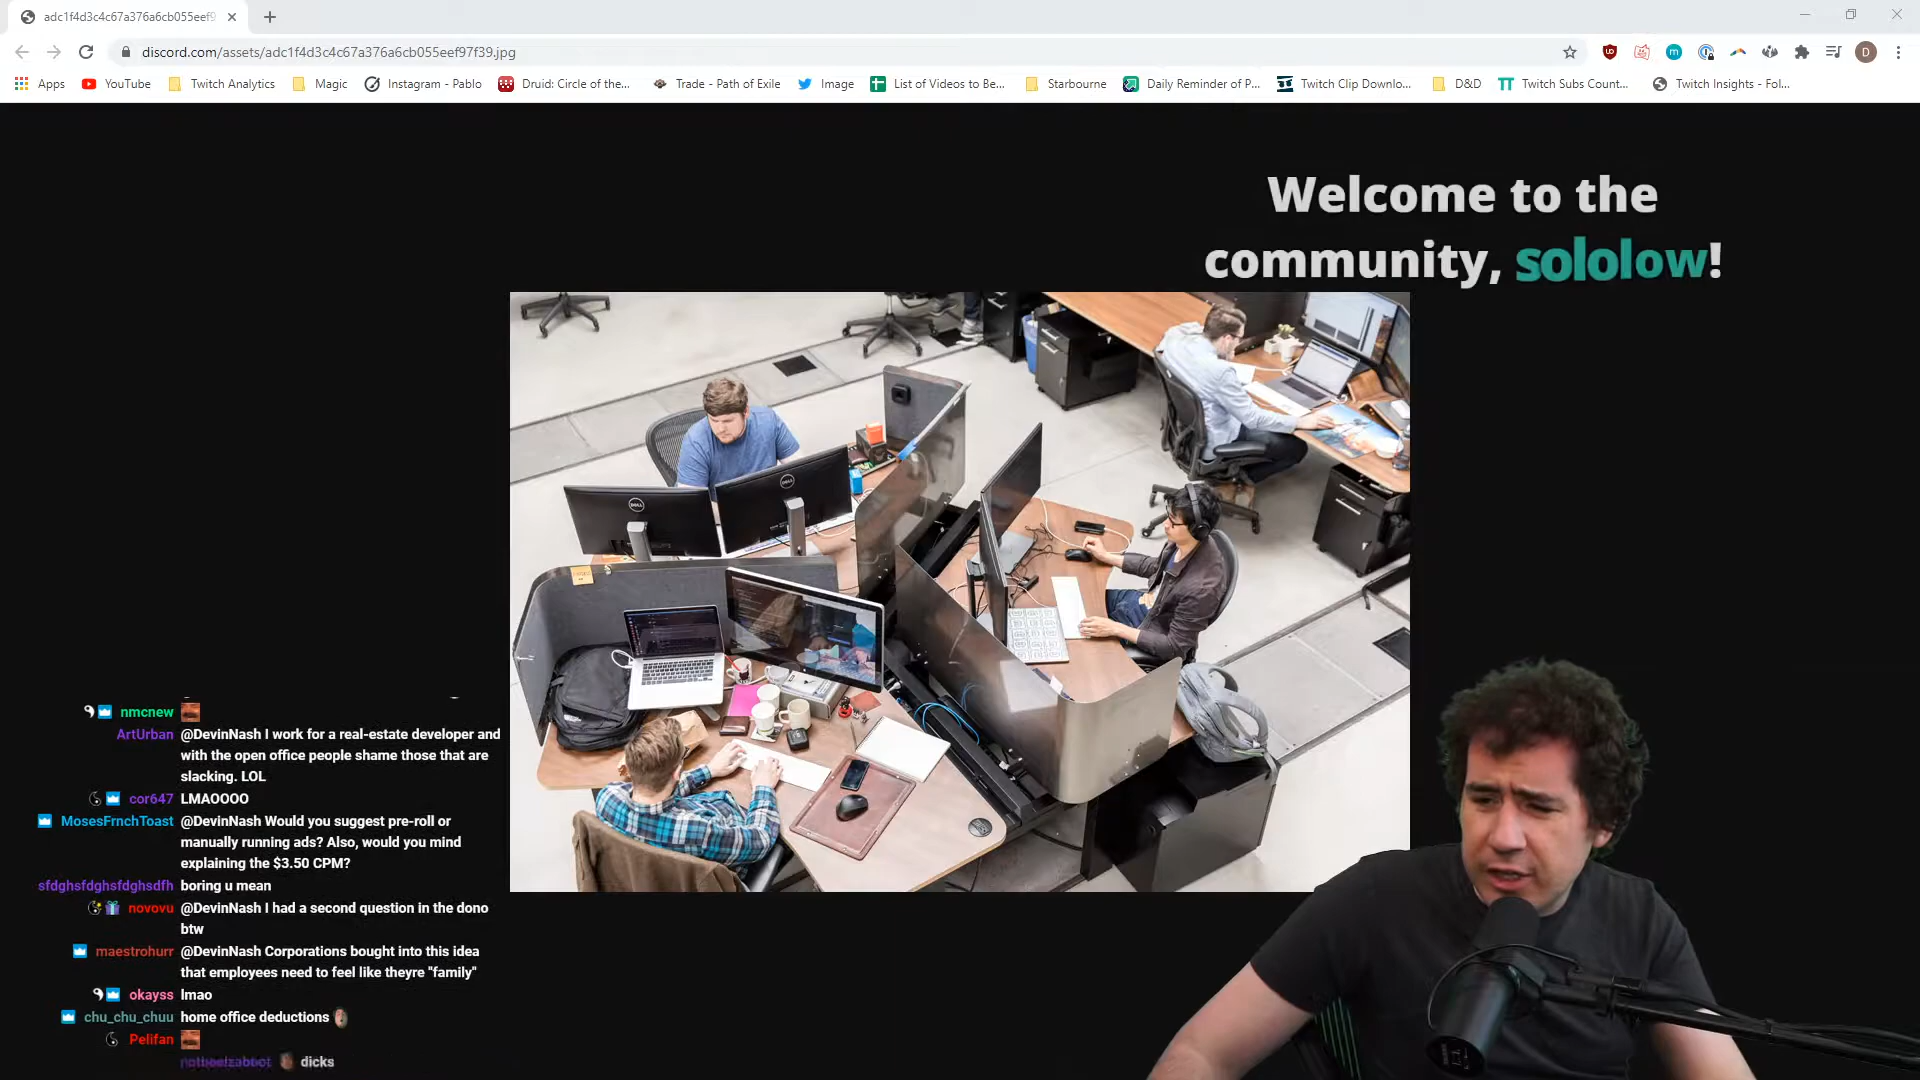 adc1f4d3c4c67a376a6cb055eef9
discord.com/assets/adc1f4d3c4c67a376a6cb055eef97f39.jpg
Apps YouTube Twitch Analytics Magic Instagram - Pablo Druid: Circle of the... Trade - Path of Exile Image List of Videos to Be... Starbourne Daily Reminder of P... Twitch Clip Downlo... D&D Twitch Subs Count... Twitch Insights - Fol...
Welcome to the
community, sololow!
DELL
DELL
nmcnew
ArtUrban @DevinNash I work for a real-estate developer and
with the open office people shame those that are
slacking. LOL
cor647 LMAOOOO
MosesFrnchToast @DevinNash Would you suggest pre-roll or
manually running ads? Also, would you mind
explaining the $3.50 CPM?
sfdghsfdghsfdghsdfh boring u mean
novovu @DevinNash I had a second question in the dono
btw
maestrohurr @DevinNash Corporations bought into this idea
that employees need to feel like theyre "family"
okayss lmao
chu_chu_chuu home office deductions
Pelifan
dicks